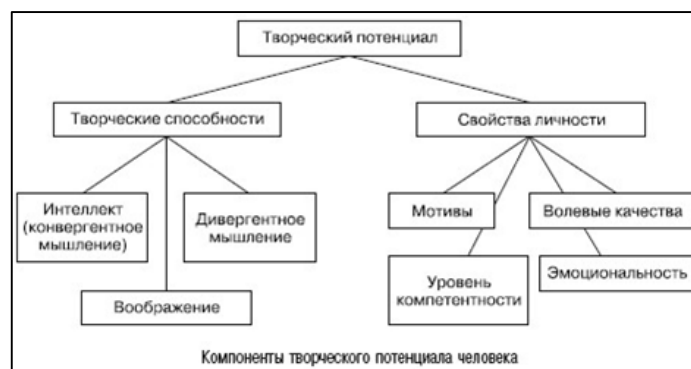 Творческий потенциал
Творческие способности
Свойства личности
Интеллект
(конвергентное
мышление)
Дивергентное
мышление
Воображение
Мотивы
Волевые качества
Уровень
компетентности
Эмоциональность
Компоненты творческого потенциала человека